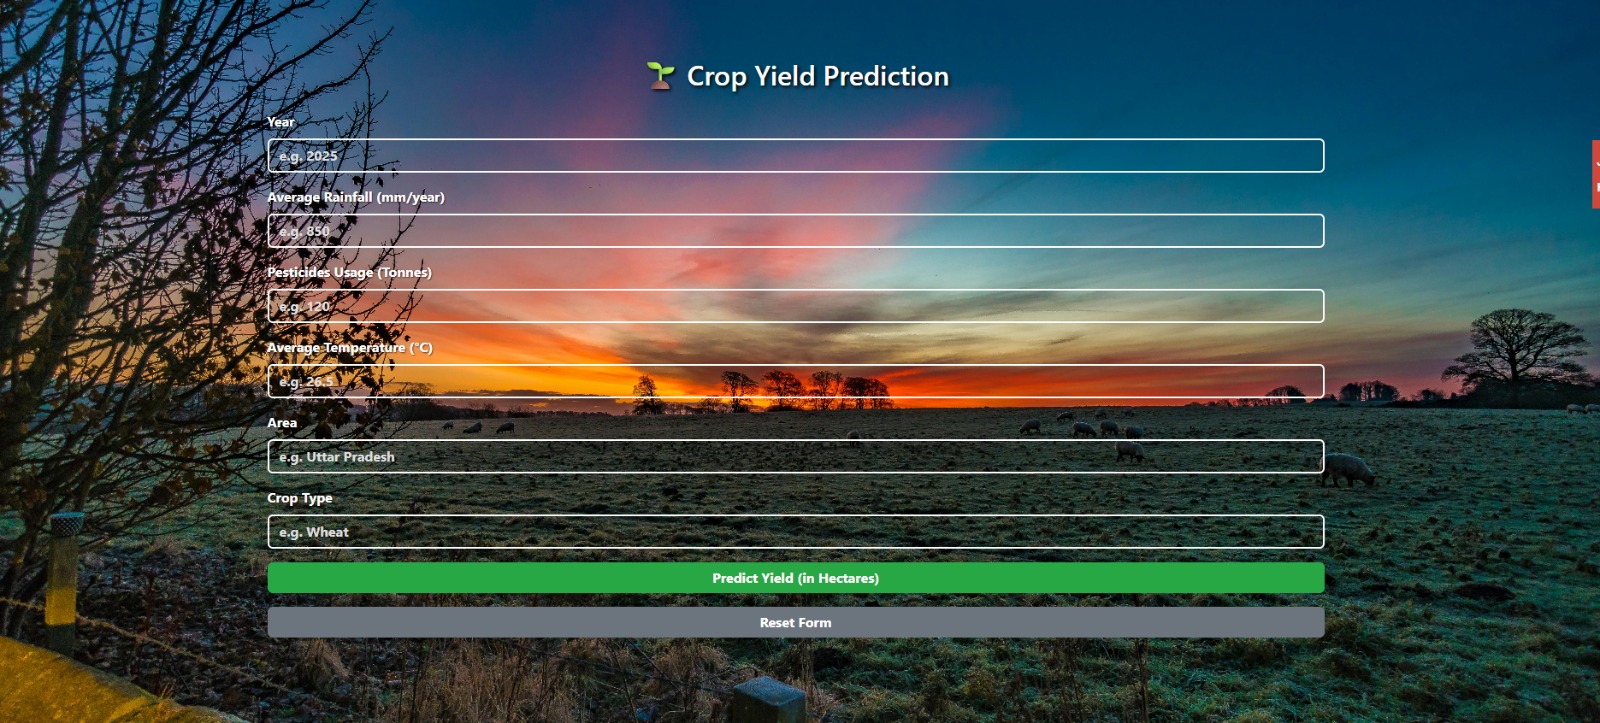 Crop Yield Prediction
Year
e.g. 2025
Average Rainfall (mm/year)
e.g. 850
Pesticides Usage (Tonnes)
e.g. 120
Average Temperature (°C)
e.g. 26.5
Area
e.g. Uttar Pradesh
Crop Type
e.g. Wheat
Predict Yield (in Hectares)
Reset Form